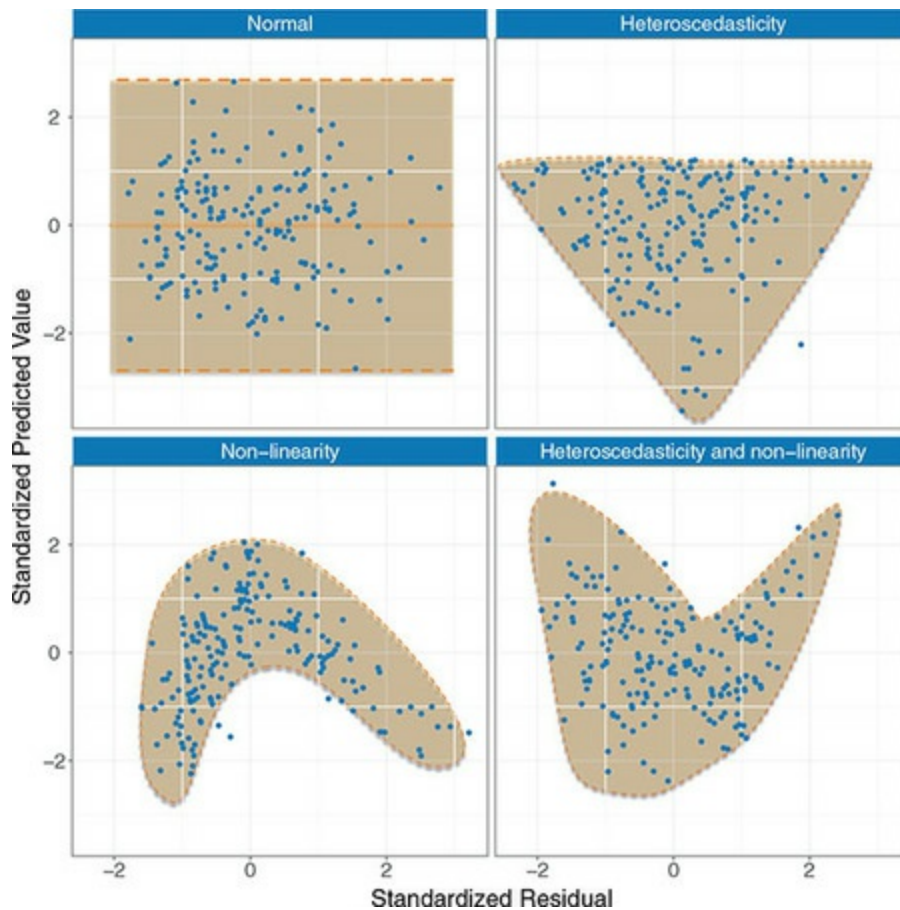 Normal
Heteroscedasticity
2
0
−2
Non−linearity
Heteroscedasticity and non−linearity
2
0
−2
Standardized Predicted Value
−2
0
2
−2
0
2
Standardized Residual